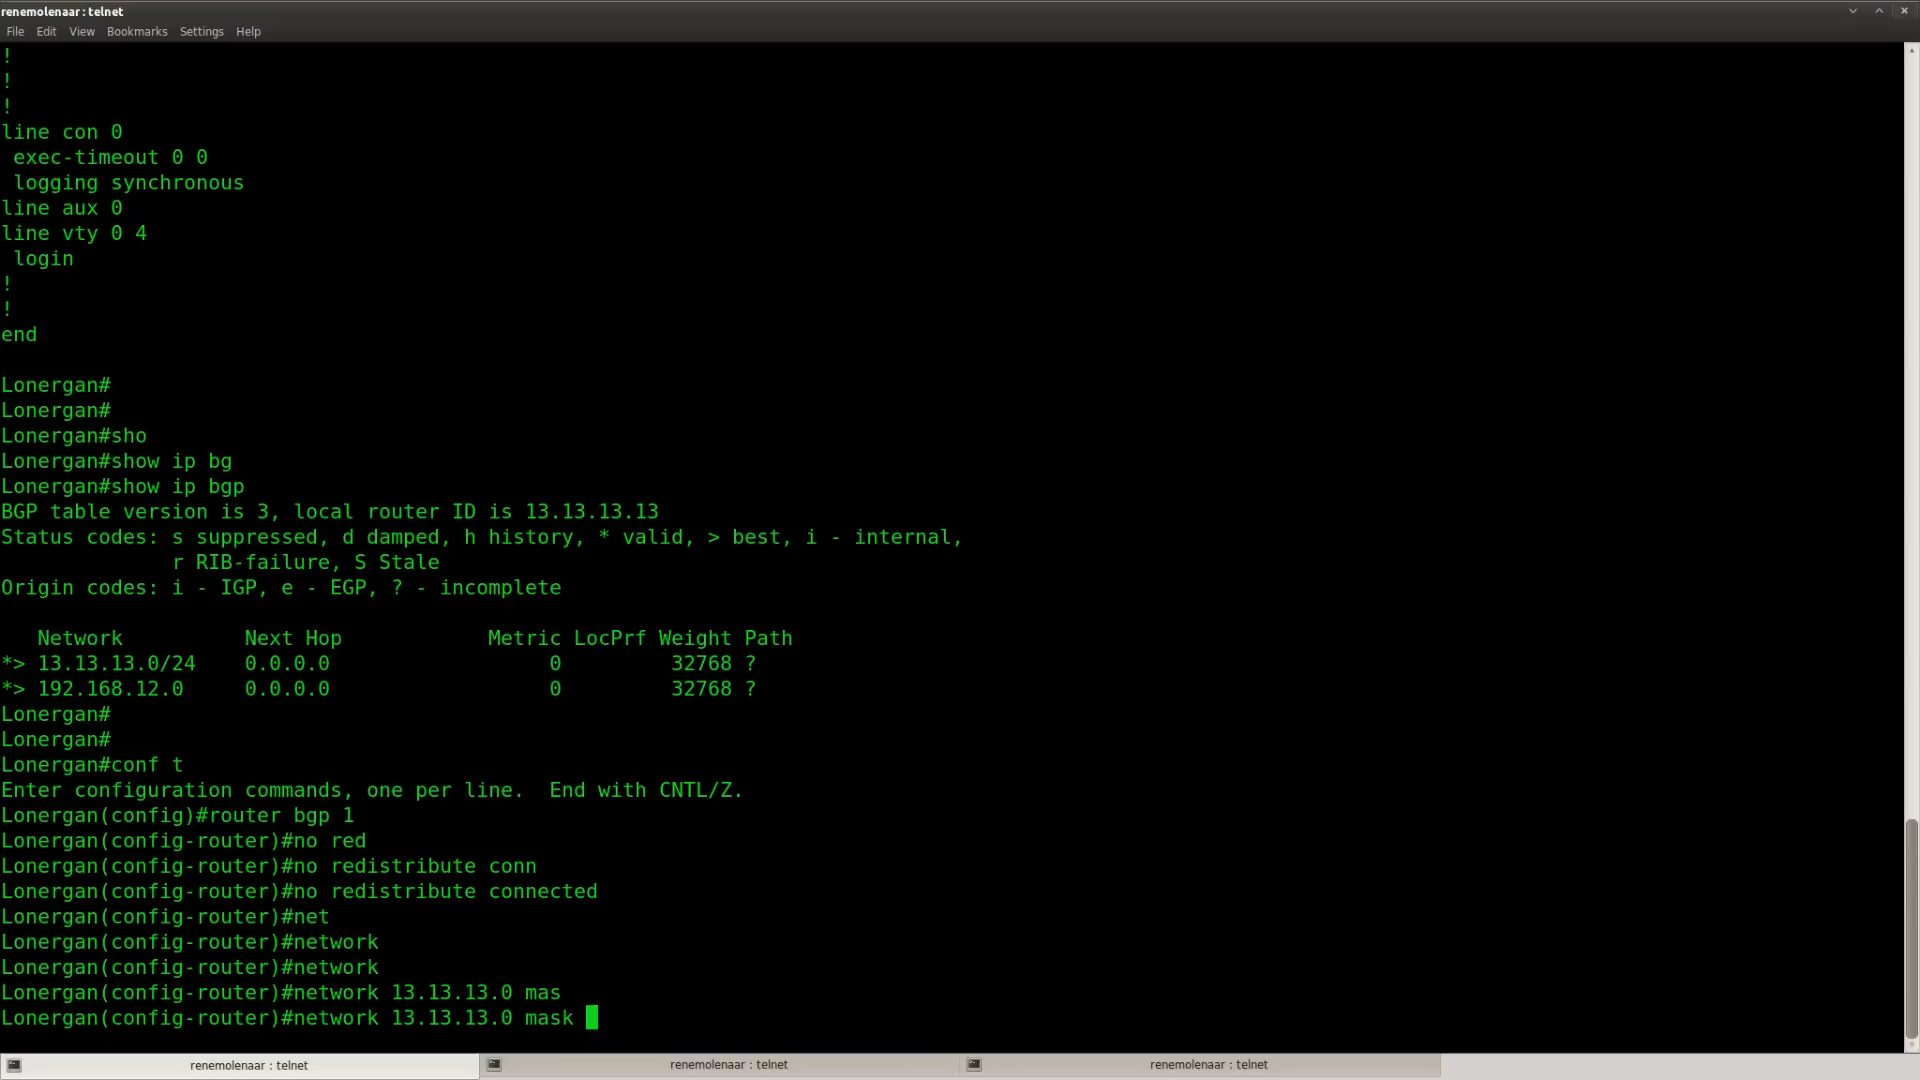 renemolenaar : telnet
File Edit View Bookmarks Settings Help
!
!
!
line con 0
 exec-timeout 0 0
 logging synchronous
line aux 0
line vty 0 4
 login
!
!
end

Lonergan#
Lonergan#
Lonergan#sho
Lonergan#show ip bg
Lonergan#show ip bgp
BGP table version is 3, local router ID is 13.13.13.13
Status codes: s suppressed, d damped, h history, * valid, > best, i - internal,
              r RIB-failure, S Stale
Origin codes: i - IGP, e - EGP, ? - incomplete

   Network          Next Hop            Metric LocPrf Weight Path
*> 13.13.13.0/24    0.0.0.0                  0         32768 ?
*> 192.168.12.0     0.0.0.0                  0         32768 ?
Lonergan#
Lonergan#
Lonergan#conf t
Enter configuration commands, one per line.  End with CNTL/Z.
Lonergan(config)#router bgp 1
Lonergan(config-router)#no red
Lonergan(config-router)#no redistribute conn
Lonergan(config-router)#no redistribute connected
Lonergan(config-router)#net
Lonergan(config-router)#network
Lonergan(config-router)#network
Lonergan(config-router)#network 13.13.13.0 mas
Lonergan(config-router)#network 13.13.13.0 mask
renemolenaar : telnet renemolenaar : telnet renemolenaar : telnet